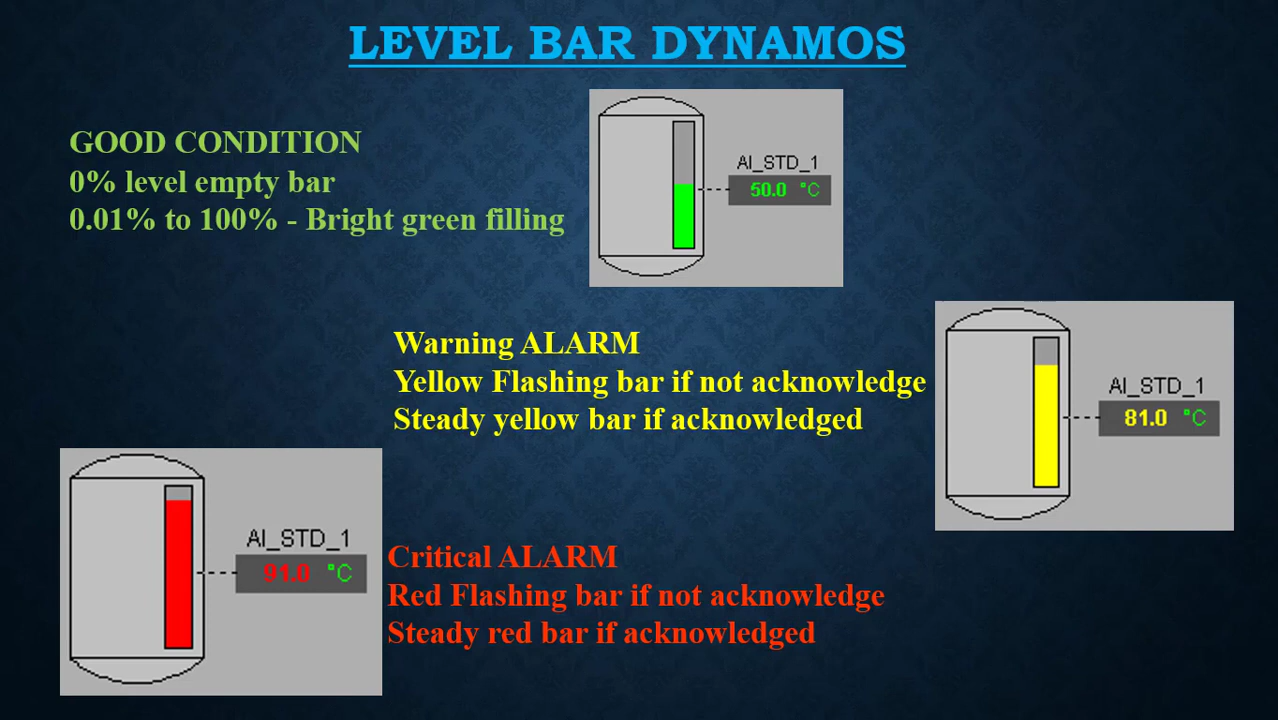 LEVEL BAR DYNAMOS
GOOD CONDITION
0% level empty bar
0.01% to 100% - Bright green filling
AI_STD_1
50.0 °C
Warning ALARM
Yellow Flashing bar if not acknowledge
Steady yellow bar if acknowledged
AI_STD_1
81.0 °C
AI_STD_1
91.0 °C
Critical ALARM
Red Flashing bar if not acknowledge
Steady red bar if acknowledged